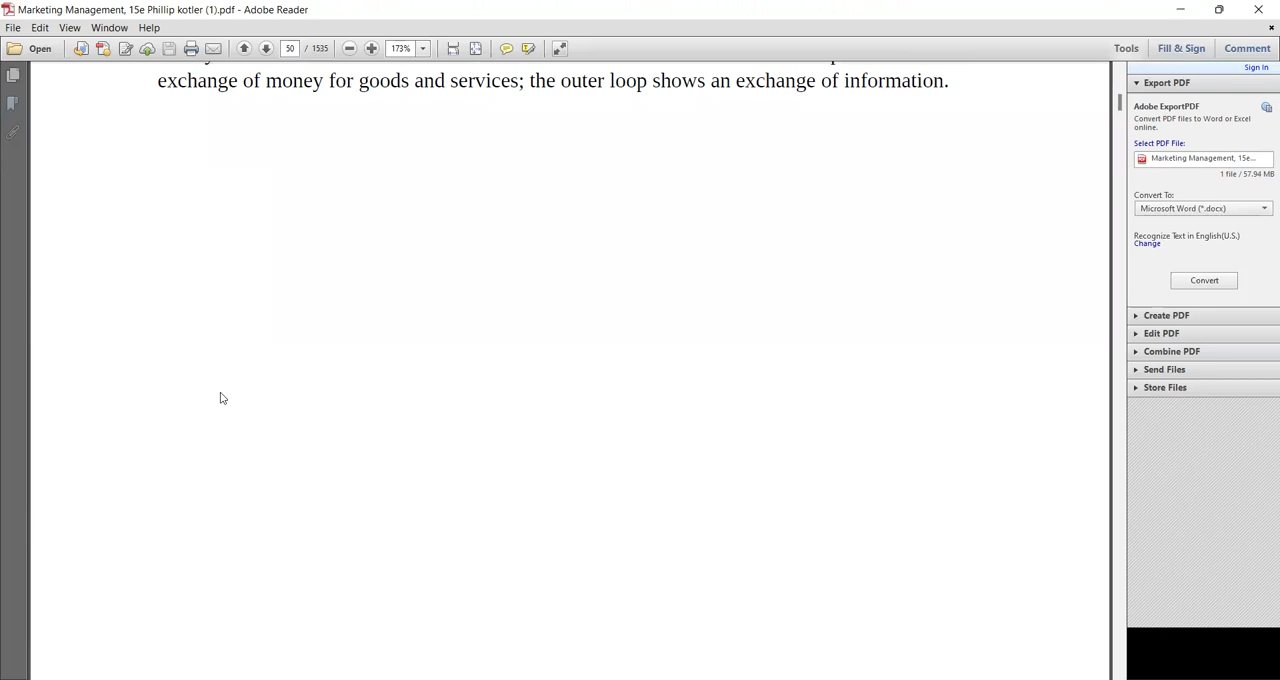 Marketing Management, 15e Phillip kotler (1).pdf - Adobe Reader
File Edit View Window Help
Open 50 / 1535 173% Tools Fill & Sign Comment
exchange of money for goods and services; the outer loop shows an exchange of information.
Sign In
Export PDF
Adobe ExportPDF
Convert PDF files to Word or Excel
online.
Select PDF File:
Marketing Management, 15e...
1 file / 57.94 MB
Convert To:
Microsoft Word (*.docx)
Recognize Text in English(U.S.)
Change
Convert
Create PDF
Edit PDF
Combine PDF
Send Files
Store Files